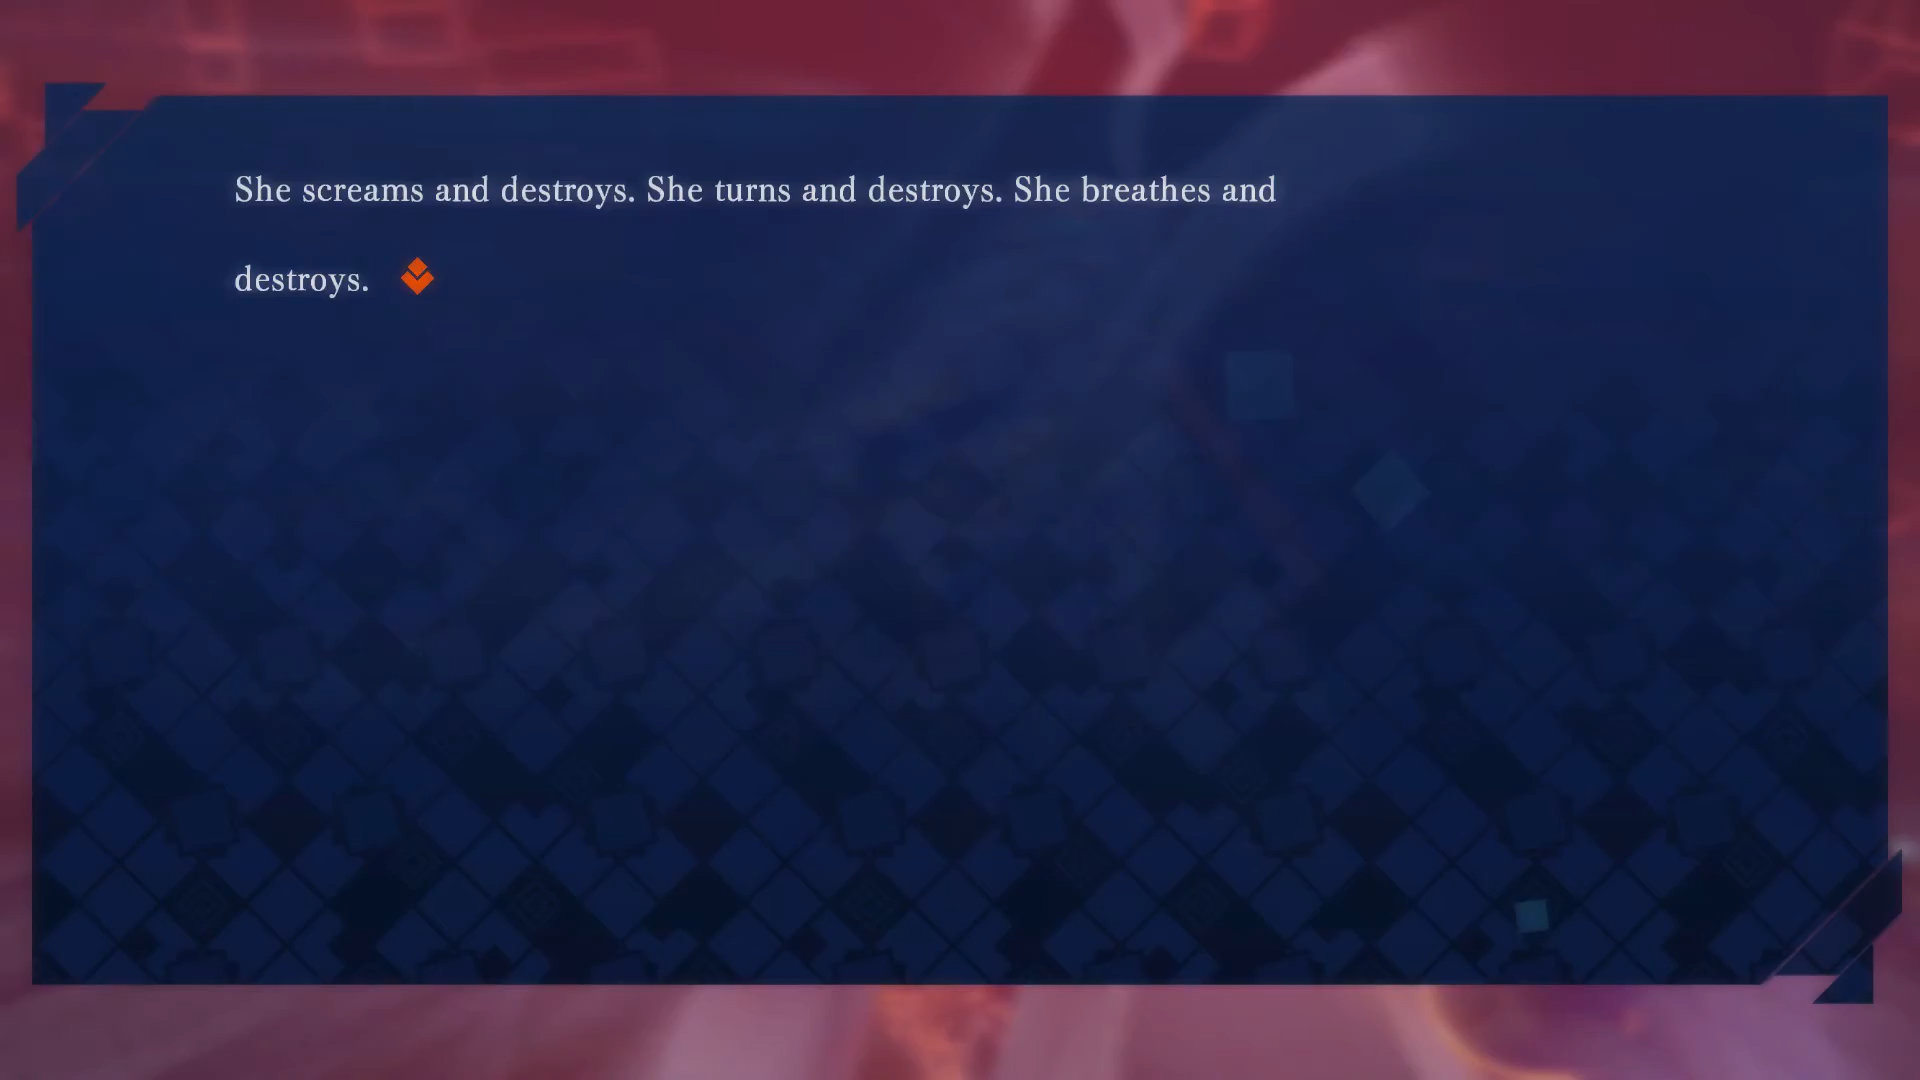 She screams and destroys. She turns and destroys. She breathes and
destroys.